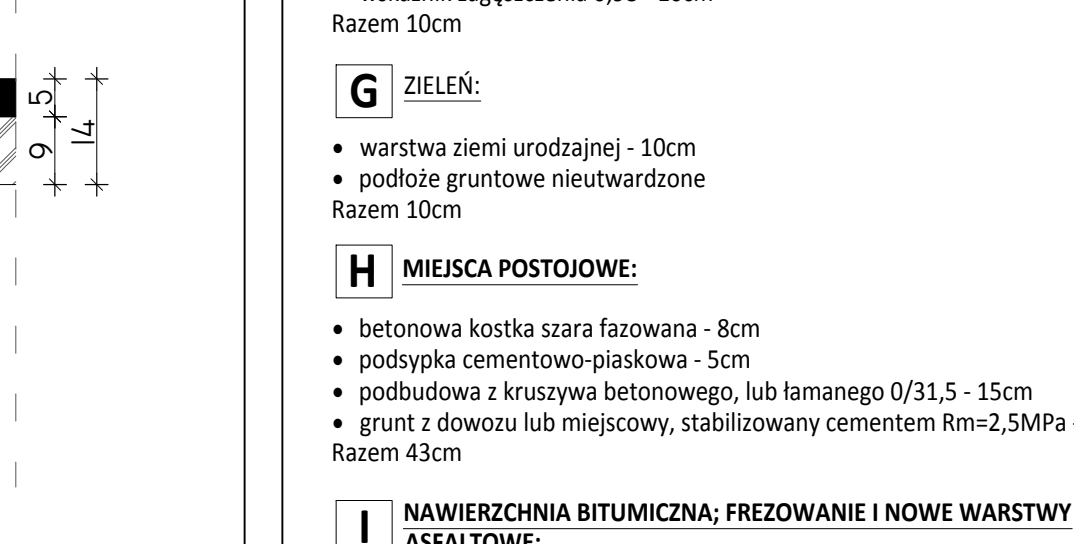 Razem 10cm
G ZIELEŃ:
• warstwa ziemi urodzajnej - 10cm
• podłoże gruntowe nieutwardzone
Razem 10cm
H MIEJSCA POSTOJOWE:
• betonowa kostka szara fazowana - 8cm
• podsypka cementowo-piaskowa - 5cm
• podbudowa z kruszywa betonowego, lub łamanego 0/31,5 - 15cm
• grunt z dowozu lub miejscowy, stabilizowany cementem Rm=2,5MPa -
Razem 43cm
I NAWIERZCHNIA BITUMICZNA; FREZOWANIE I NOWE WARSTWY
ASFALTOWE:
5
9
14